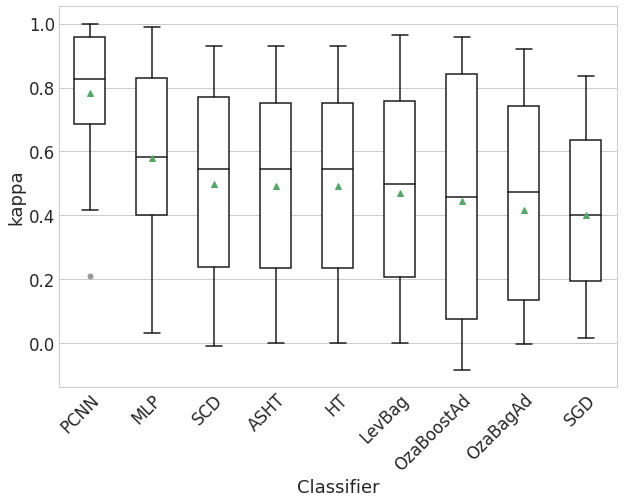 1.0
0.8
0.6
0.4
0.2
0.0
kappa
PCNN
MLP
SCD
ASHT
HT
LevBag
OzaBoostAd
OzaBagAd
SGD
Classifier